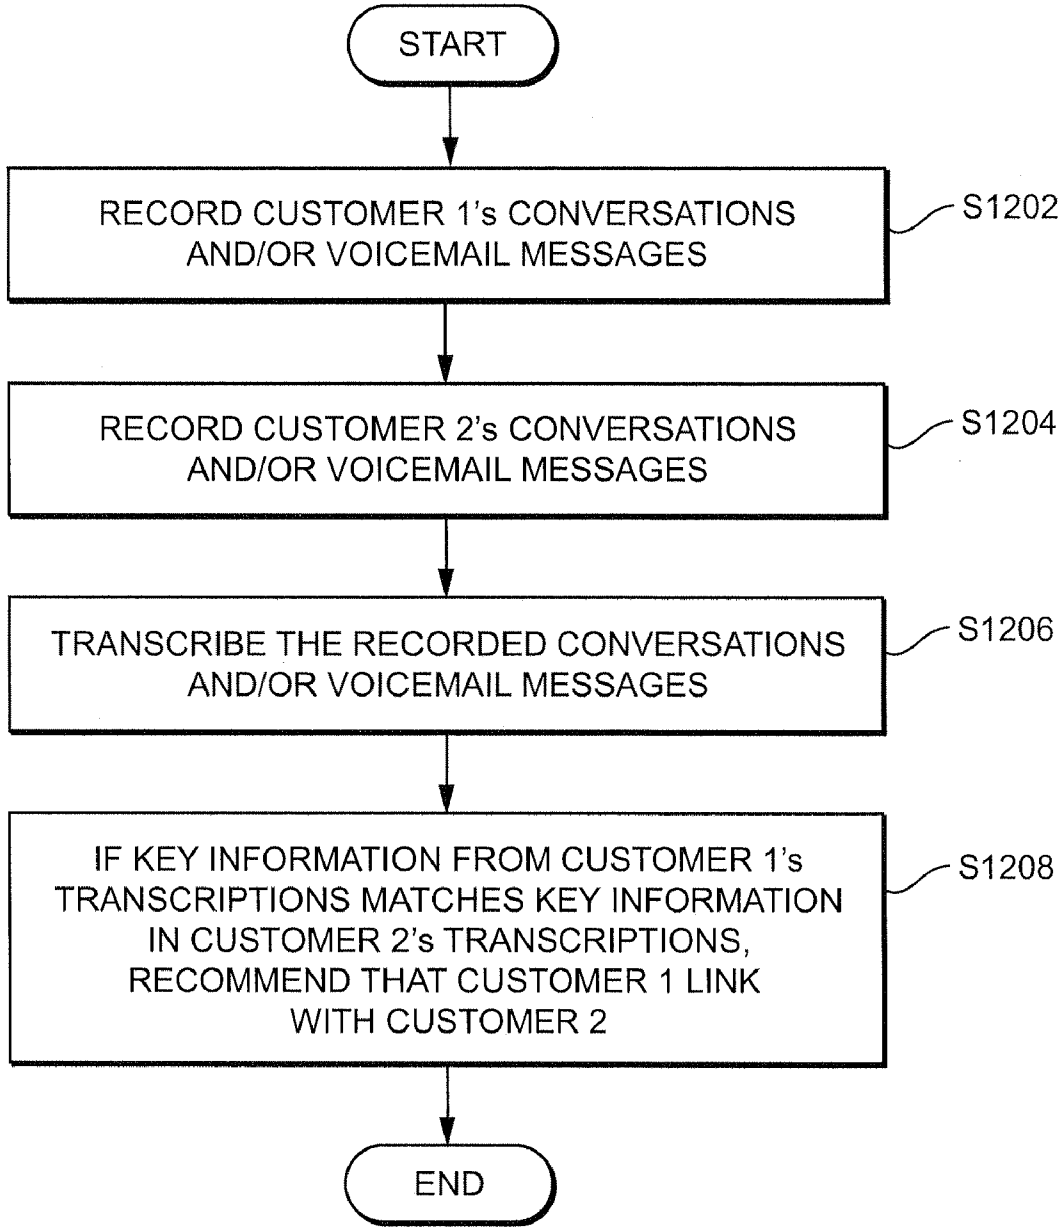 START
RECORD CUSTOMER 1's CONVERSATIONS
AND/OR VOICEMAIL MESSAGES
S1202
RECORD CUSTOMER 2's CONVERSATIONS
AND/OR VOICEMAIL MESSAGES
S1204
TRANSCRIBE THE RECORDED CONVERSATIONS
AND/OR VOICEMAIL MESSAGES
S1206
IF KEY INFORMATION FROM CUSTOMER 1's
TRANSCRIPTIONS MATCHES KEY INFORMATION
IN CUSTOMER 2's TRANSCRIPTIONS,
RECOMMEND THAT CUSTOMER 1 LINK
WITH CUSTOMER 2
S1208
END